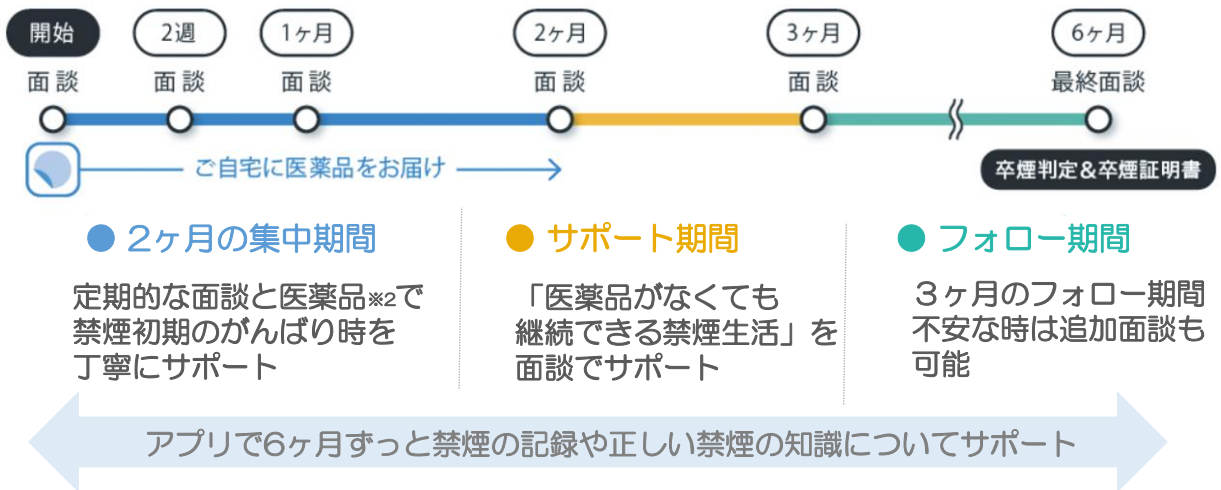 開始 2週 1ヶ月 2ヶ月 3ヶ月 6ヶ月
面談 面談 面談 面談 面談 最終面談
ご自宅に医薬品をお届け
卒煙判定&卒煙証明書
2ヶ月の集中期間
定期的な面談と医薬品※2で
禁煙初期のがんばり時を
丁寧にサポート
サポート期間
「医薬品がなくても
継続できる禁煙生活」を
面談でサポート
フォロー期間
3ヶ月のフォロー期間
不安な時は追加面談も
可能
アプリで6ヶ月ずっと禁煙の記録や正しい禁煙の知識についてサポート